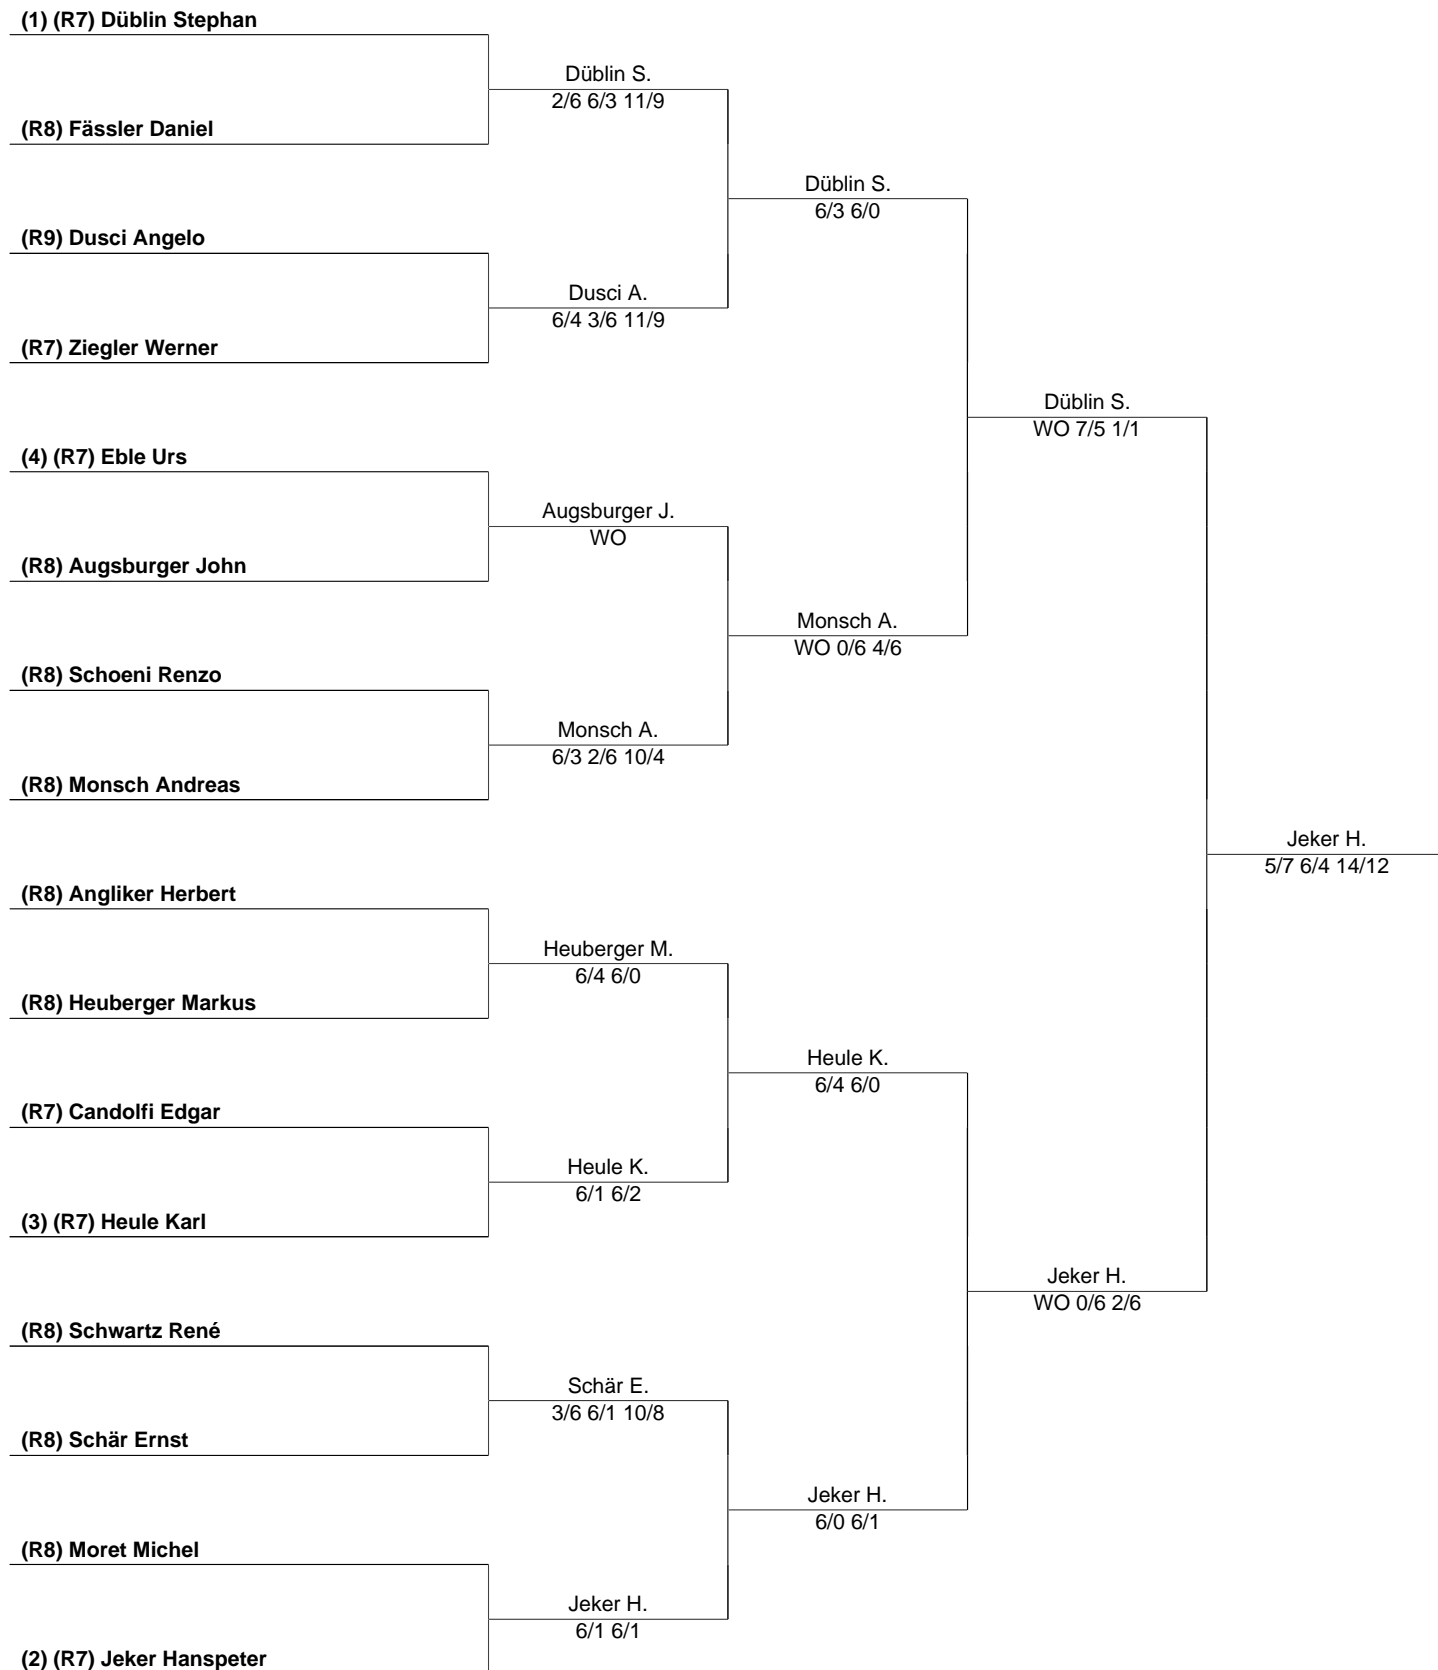 (1) (R7) Düblin Stephan
Düblin S.
2/6 6/3 11/9
(R8) Fässler Daniel
Düblin S.
6/3 6/0
(R9) Dusci Angelo
Dusci A.
6/4 3/6 11/9
(R7) Ziegler Werner
Düblin S.
WO 7/5 1/1
(4) (R7) Eble Urs
Augsburger J.
WO
(R8) Augsburger John
Monsch A.
WO 0/6 4/6
(R8) Schoeni Renzo
Monsch A.
6/3 2/6 10/4
(R8) Monsch Andreas
Jeker H.
5/7 6/4 14/12
(R8) Angliker Herbert
Heuberger M.
6/4 6/0
(R8) Heuberger Markus
Heule K.
6/4 6/0
(R7) Candolfi Edgar
Heule K.
6/1 6/2
(3) (R7) Heule Karl
Jeker H.
WO 0/6 2/6
(R8) Schwartz René
Schär E.
3/6 6/1 10/8
(R8) Schär Ernst
Jeker H.
6/0 6/1
(R8) Moret Michel
Jeker H.
6/1 6/1
(2) (R7) Jeker Hanspeter